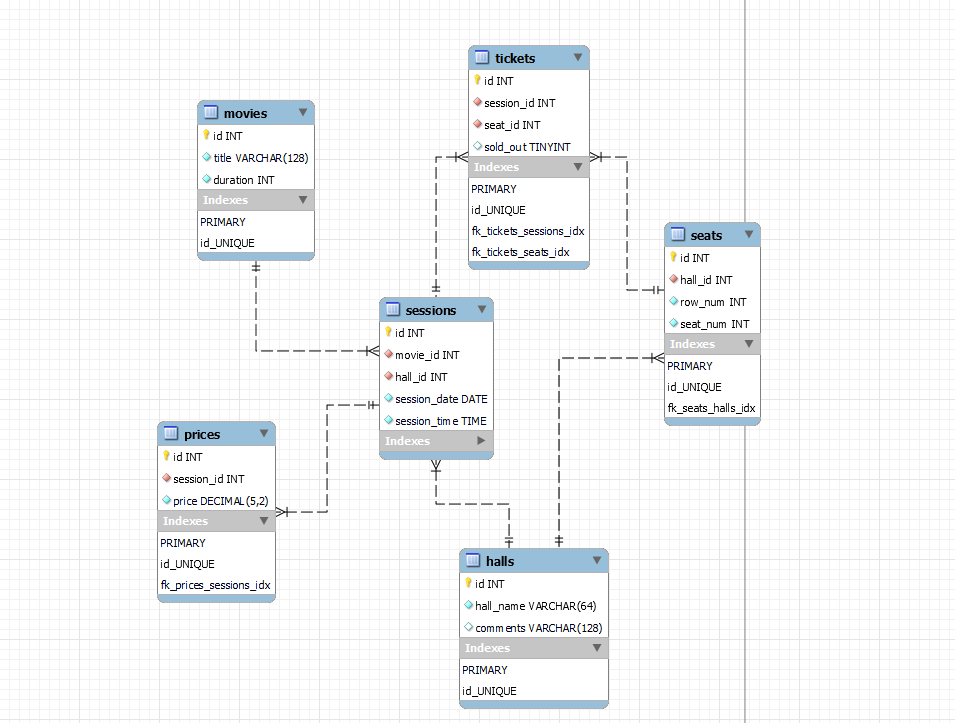 tickets
id INT
session_id INT
seat_id INT
sold_out TINYINT
Indexes
PRIMARY
id_UNIQUE
fk_tickets_sessions_idx
fk_tickets_seats_idx
movies
id INT
title VARCHAR(128)
duration INT
Indexes
PRIMARY
id_UNIQUE
seats
id INT
hall_id INT
row_num INT
seat_num INT
Indexes
PRIMARY
id_UNIQUE
fk_seats_halls_idx
sessions
id INT
movie_id INT
hall_id INT
session_date DATE
session_time TIME
Indexes
prices
id INT
session_id INT
price DECIMAL(5,2)
Indexes
PRIMARY
id_UNIQUE
fk_prices_sessions_idx
halls
id INT
hall_name VARCHAR(64)
comments VARCHAR(128)
Indexes
PRIMARY
id_UNIQUE